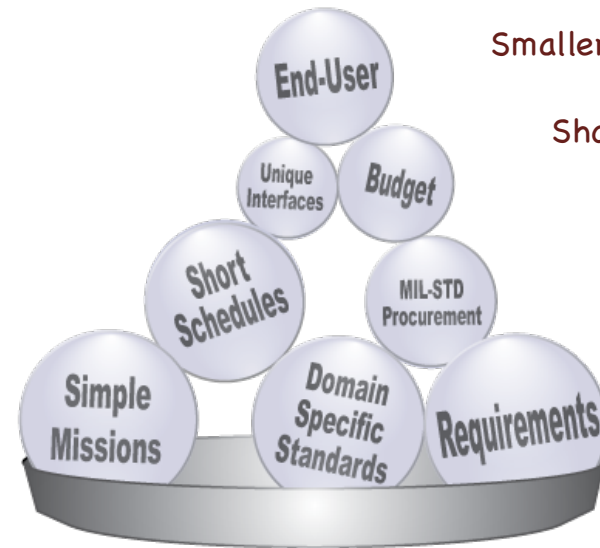 Smaller
End-User
Sho
Unique
Interfaces
Budget
Short
Schedules
MIL-STD
Procurement
Simple
Missions
Domain
Specific
Standards
Requirements